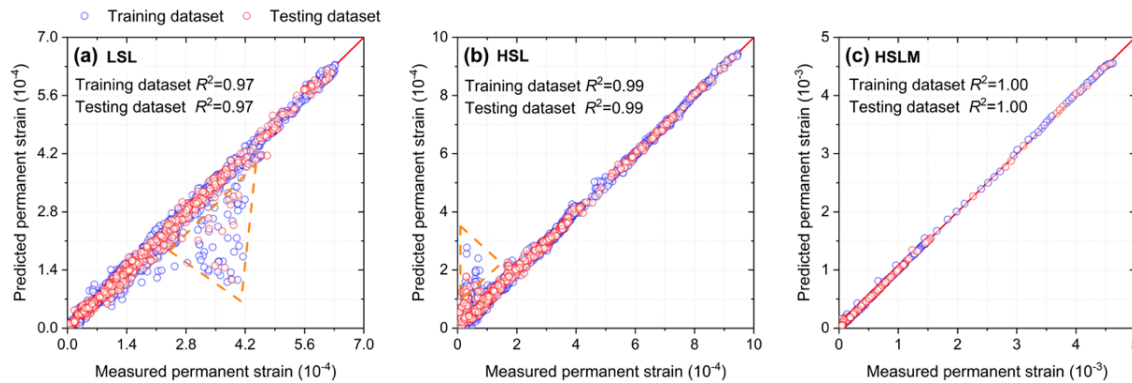 Training dataset Testing dataset
(a) LSL
Training dataset R²=0.97
Testing dataset R²=0.97
Predicted permanent strain (10⁻⁴)
7.0
5.6
4.2
2.8
1.4
0.0
0.0 1.4 2.8 4.2 5.6 7.0
Measured permanent strain (10⁻⁴)
(b) HSL
Training dataset R²=0.99
Testing dataset R²=0.99
Predicted permanent strain (10⁻⁴)
10
8
6
4
2
0
0 2 4 6 8 10
Measured permanent strain (10⁻⁴)
(c) HSLM
Training dataset R²=1.00
Testing dataset R²=1.00
Predicted permanent strain (10⁻³)
5
4
3
2
1
0
0 1 2 3 4 5
Measured permanent strain (10⁻³)